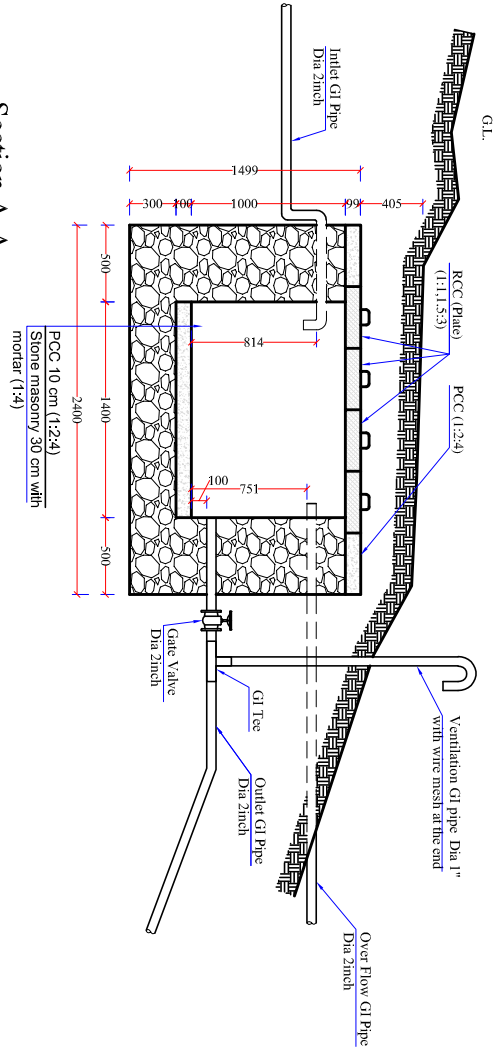 G.L.
Intlet GI Pipe
Dia 2inch
RCC (Plate)
(1:1,1.5:3)
PCC (1:2:4)
Ventilation GI pipe Dia 1"
with wire mesh at the end
Over Flow GI Pipe
Dia 2inch
Outlet GI Pipe
Dia 2inch
GI Tee
Gate Valve
Dia 2inch
PCC 10 cm (1:2:4)
Stone masonry 30 cm with
mortar (1:4)
1499
300
100
1000
99
405
500
1400
500
2400
814
751
100
Section A-A